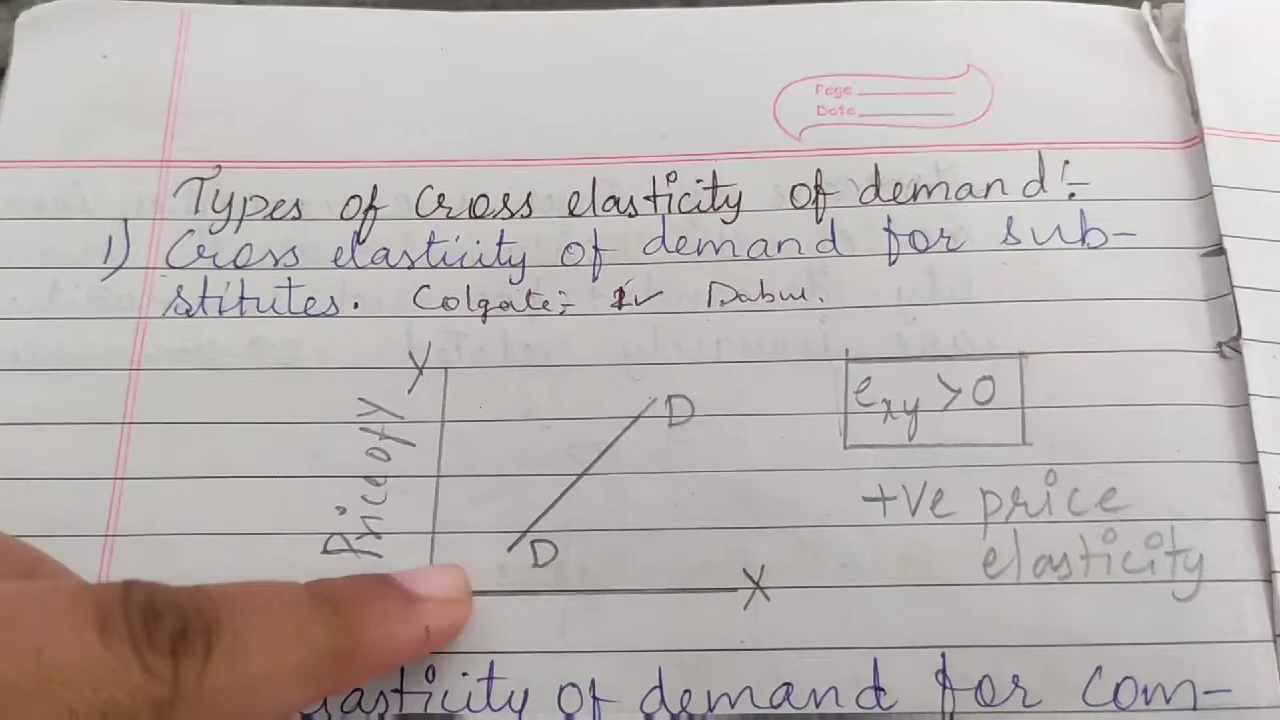 Page
Date
Types of cross elasticity of demand :-
1) Cross elasticity of demand for sub-
stitutes. Colgate :- Dabur.
Y
Price of y
D
D
X
exy > 0
+ve price
elasticity
elasticity of demand for com-